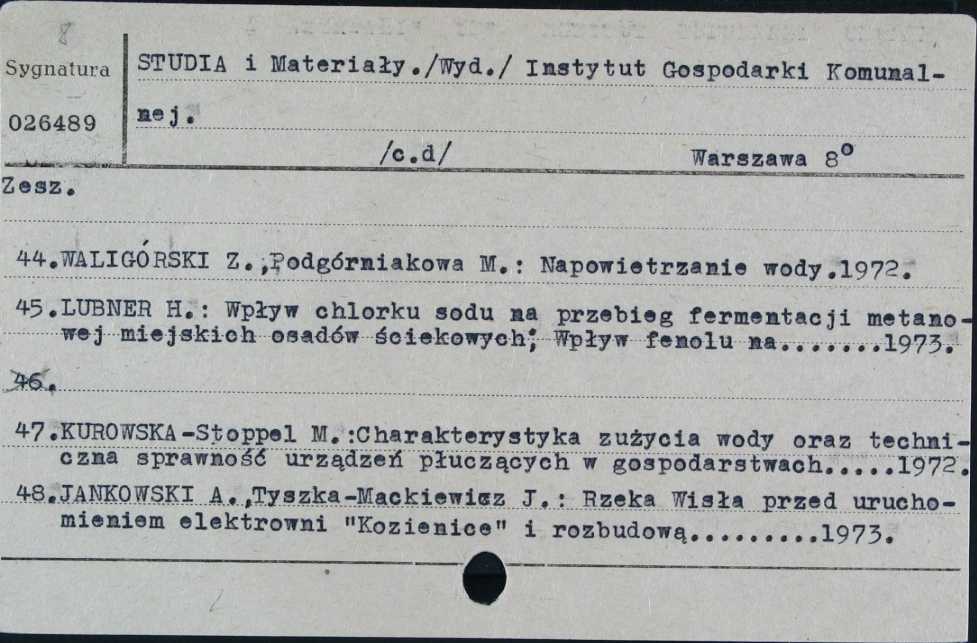 8
Sygnatura
026489
STUDIA i Materiały./Wyd./ Instytut Gospodarki Komunal-
nej.
/c.d/ Warszawa 8°
Zesz.
44.WALIGÓRSKI Z.,Podgórniakowa M.: Napowietrzanie wody.1972.
45.LUBNER H.: Wpływ chlorku sodu na przebieg fermentacji metano-
wej miejskich osadów ściekowych; Wpływ fenolu na.......1973.
46.
47.KUROWSKA-Stoppel M.:Charakterystyka zużycia wody oraz techni-
czna sprawność urządzeń płuczących w gospodarstwach.....1972.
48.JANKOWSKI A.,Tyszka-Mackiewicz J.: Rzeka Wisła przed urucho-
mieniem elektrowni "Kozienice" i rozbudową.........1973.